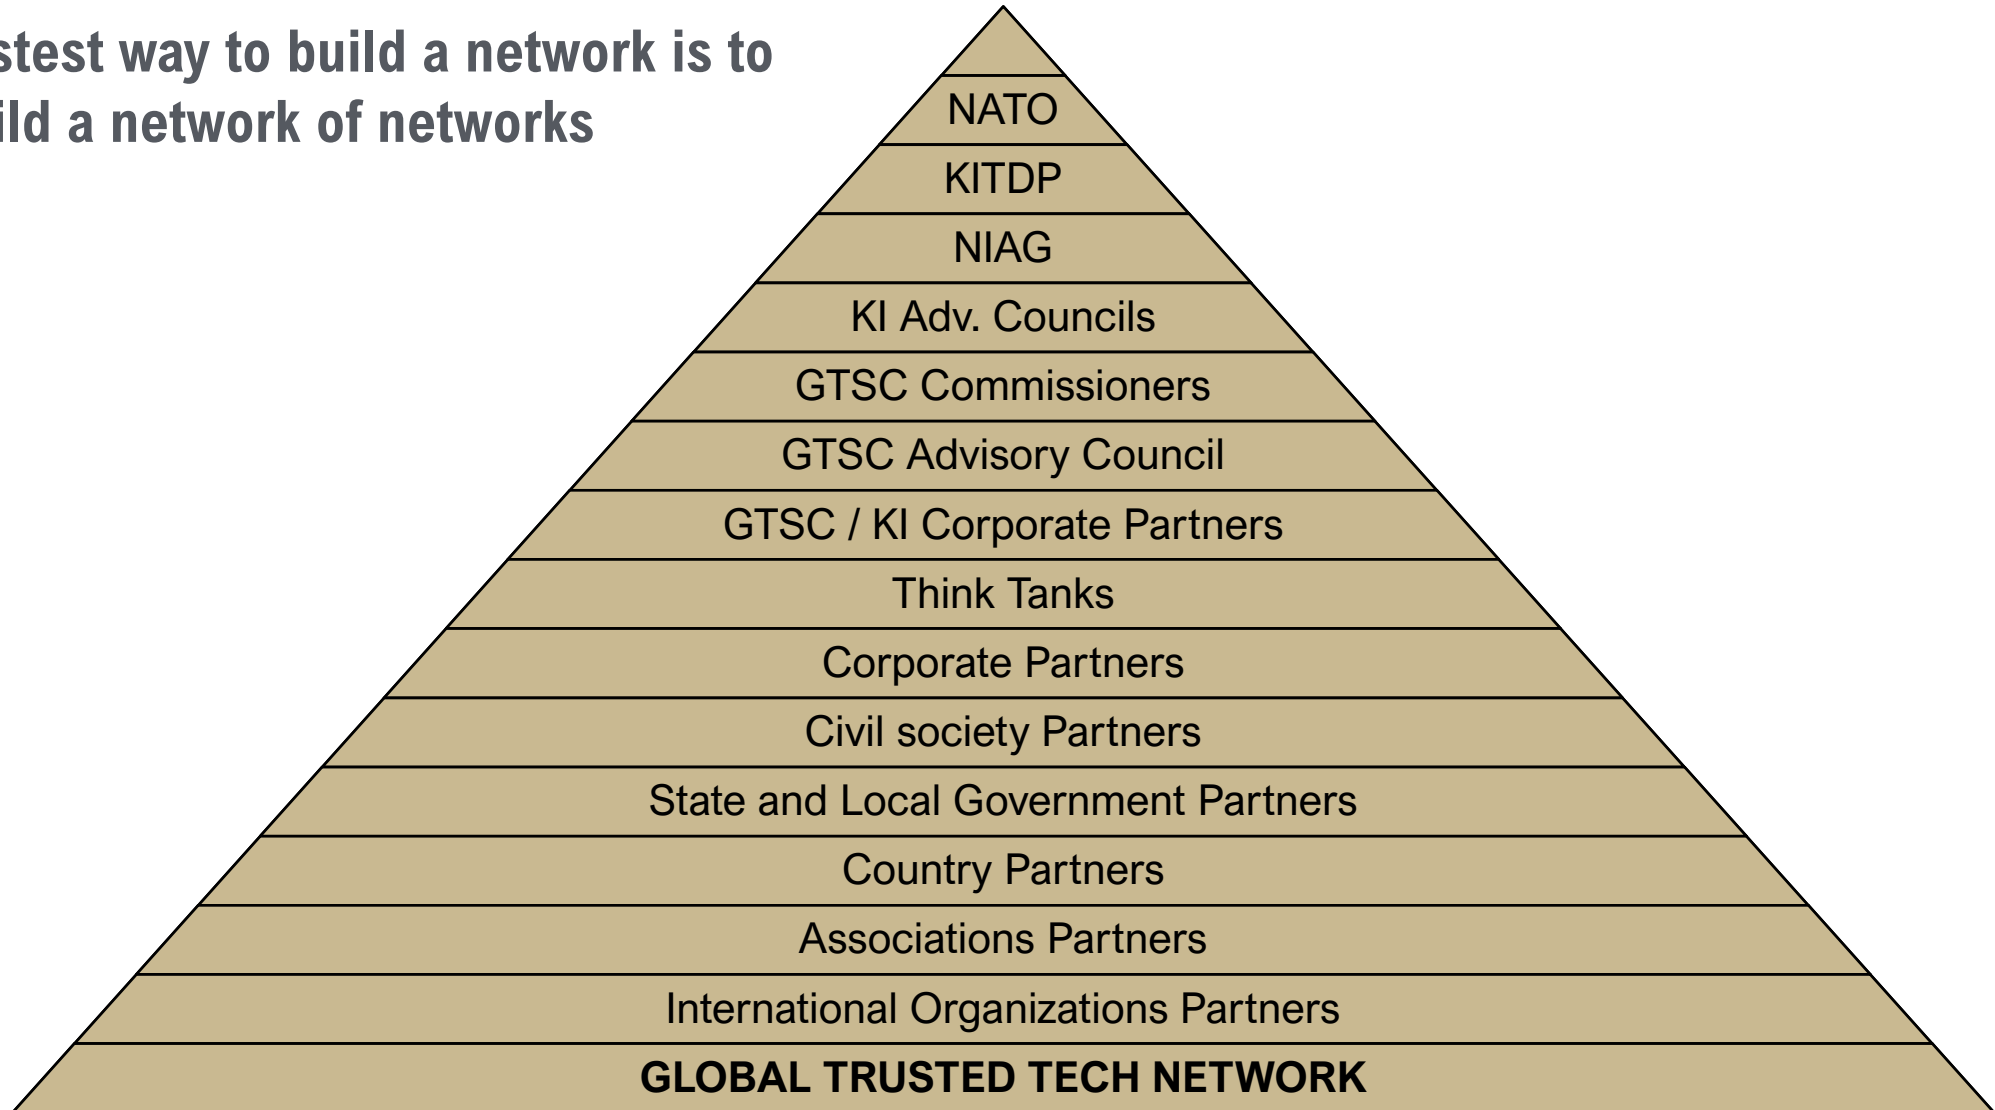 stest way to build a network is to
ild a network of networks
NATO
KITDP
NIAG
KI Adv. Councils
GTSC Commissioners
GTSC Advisory Council
GTSC / KI Corporate Partners
Think Tanks
Corporate Partners
Civil society Partners
State and Local Government Partners
Country Partners
Associations Partners
International Organizations Partners
GLOBAL TRUSTED TECH NETWORK